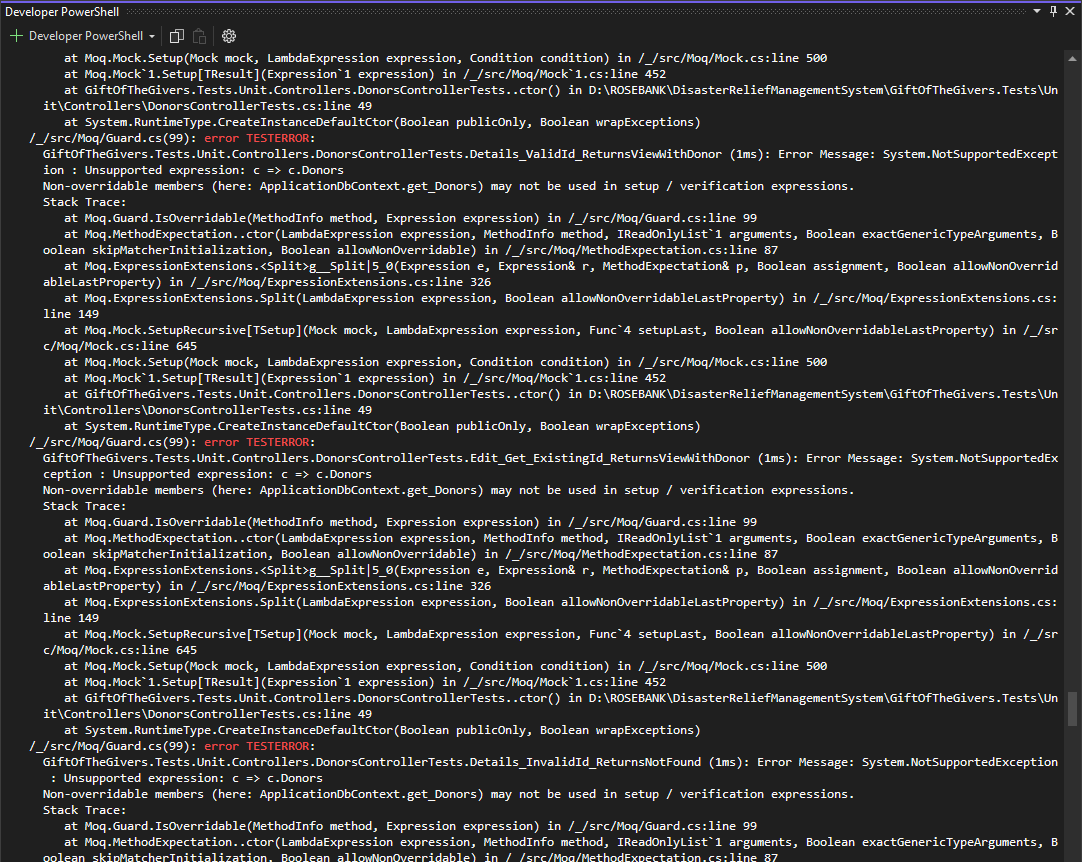 Developer PowerShell
Developer PowerShell
at Moq.Mock.Setup(Mock mock, LambdaExpression expression, Condition condition) in /_/src/Moq/Mock.cs:line 500
at Moq.Mock`1.Setup[TResult](Expression`1 expression) in /_/src/Moq/Mock`1.cs:line 452
at GiftOfTheGivers.Tests.Unit.Controllers.DonorsControllerTests..ctor() in D:\ROSEBANK\DisasterReliefManagementSystem\GiftOfTheGivers.Tests\Un
it\Controllers\DonorsControllerTests.cs:line 49
at System.RuntimeType.CreateInstanceDefaultCtor(Boolean publicOnly, Boolean wrapExceptions)
/_/src/Moq/Guard.cs(99): error TESTERROR:
GiftOfTheGivers.Tests.Unit.Controllers.DonorsControllerTests.Details_ValidId_ReturnsViewWithDonor (1ms): Error Message: System.NotSupportedExcept
ion : Unsupported expression: c => c.Donors
Non-overridable members (here: ApplicationDbContext.get_Donors) may not be used in setup / verification expressions.
Stack Trace:
at Moq.Guard.IsOverridable(MethodInfo method, Expression expression) in /_/src/Moq/Guard.cs:line 99
at Moq.MethodExpectation..ctor(LambdaExpression expression, MethodInfo method, IReadOnlyList`1 arguments, Boolean exactGenericTypeArguments, B
oolean skipMatcherInitialization, Boolean allowNonOverridable) in /_/src/Moq/MethodExpectation.cs:line 87
at Moq.ExpressionExtensions.<Split>g__Split|5_0(Expression e, Expression& r, MethodExpectation& p, Boolean assignment, Boolean allowNonOverrid
ableLastProperty) in /_/src/Moq/ExpressionExtensions.cs:line 326
at Moq.ExpressionExtensions.Split(LambdaExpression expression, Boolean allowNonOverridableLastProperty) in /_/src/Moq/ExpressionExtensions.cs:
line 149
at Moq.Mock.SetupRecursive[TSetup](Mock mock, LambdaExpression expression, Func`4 setupLast, Boolean allowNonOverridableLastProperty) in /_/sr
c/Moq/Mock.cs:line 645
at Moq.Mock.Setup(Mock mock, LambdaExpression expression, Condition condition) in /_/src/Moq/Mock.cs:line 500
at Moq.Mock`1.Setup[TResult](Expression`1 expression) in /_/src/Moq/Mock`1.cs:line 452
at GiftOfTheGivers.Tests.Unit.Controllers.DonorsControllerTests..ctor() in D:\ROSEBANK\DisasterReliefManagementSystem\GiftOfTheGivers.Tests\Un
it\Controllers\DonorsControllerTests.cs:line 49
at System.RuntimeType.CreateInstanceDefaultCtor(Boolean publicOnly, Boolean wrapExceptions)
/_/src/Moq/Guard.cs(99): error TESTERROR:
GiftOfTheGivers.Tests.Unit.Controllers.DonorsControllerTests.Edit_Get_ExistingId_ReturnsViewWithDonor (1ms): Error Message: System.NotSupportedEx
ception : Unsupported expression: c => c.Donors
Non-overridable members (here: ApplicationDbContext.get_Donors) may not be used in setup / verification expressions.
Stack Trace:
at Moq.Guard.IsOverridable(MethodInfo method, Expression expression) in /_/src/Moq/Guard.cs:line 99
at Moq.MethodExpectation..ctor(LambdaExpression expression, MethodInfo method, IReadOnlyList`1 arguments, Boolean exactGenericTypeArguments, B
oolean skipMatcherInitialization, Boolean allowNonOverridable) in /_/src/Moq/MethodExpectation.cs:line 87
at Moq.ExpressionExtensions.<Split>g__Split|5_0(Expression e, Expression& r, MethodExpectation& p, Boolean assignment, Boolean allowNonOverrid
ableLastProperty) in /_/src/Moq/ExpressionExtensions.cs:line 326
at Moq.ExpressionExtensions.Split(LambdaExpression expression, Boolean allowNonOverridableLastProperty) in /_/src/Moq/ExpressionExtensions.cs:
line 149
at Moq.Mock.SetupRecursive[TSetup](Mock mock, LambdaExpression expression, Func`4 setupLast, Boolean allowNonOverridableLastProperty) in /_/sr
c/Moq/Mock.cs:line 645
at Moq.Mock.Setup(Mock mock, LambdaExpression expression, Condition condition) in /_/src/Moq/Mock.cs:line 500
at Moq.Mock`1.Setup[TResult](Expression`1 expression) in /_/src/Moq/Mock`1.cs:line 452
at GiftOfTheGivers.Tests.Unit.Controllers.DonorsControllerTests..ctor() in D:\ROSEBANK\DisasterReliefManagementSystem\GiftOfTheGivers.Tests\Un
it\Controllers\DonorsControllerTests.cs:line 49
at System.RuntimeType.CreateInstanceDefaultCtor(Boolean publicOnly, Boolean wrapExceptions)
/_/src/Moq/Guard.cs(99): error TESTERROR:
GiftOfTheGivers.Tests.Unit.Controllers.DonorsControllerTests.Details_InvalidId_ReturnsNotFound (1ms): Error Message: System.NotSupportedException
: Unsupported expression: c => c.Donors
Non-overridable members (here: ApplicationDbContext.get_Donors) may not be used in setup / verification expressions.
Stack Trace:
at Moq.Guard.IsOverridable(MethodInfo method, Expression expression) in /_/src/Moq/Guard.cs:line 99
at Moq.MethodExpectation..ctor(LambdaExpression expression, MethodInfo method, IReadOnlyList`1 arguments, Boolean exactGenericTypeArguments, B
oolean skipMatcherInitialization, Boolean allowNonOverridable) in /_/src/Moq/MethodExpectation.cs:line 87